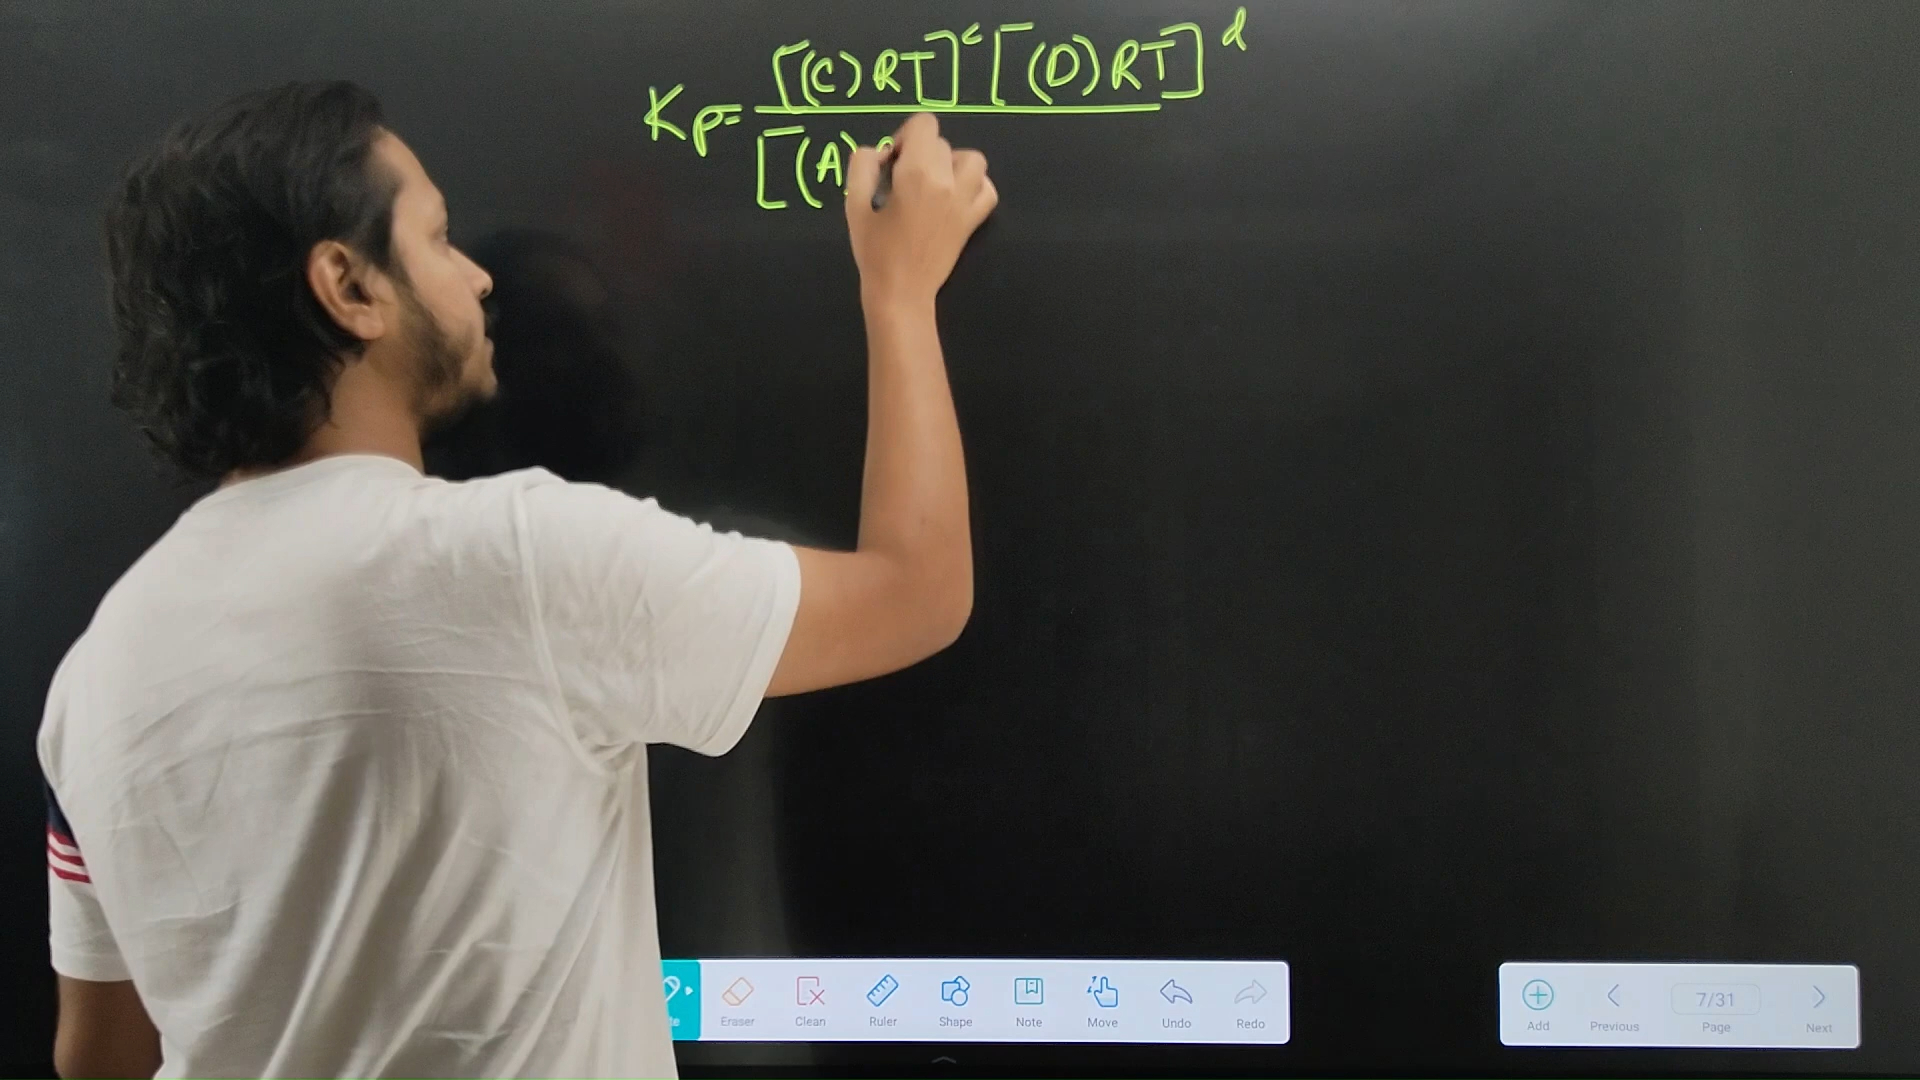 Kp = [(C)RT]^c [(D)RT]^d
[(A)
Eraser Clean Ruler Shape Note Move Undo Redo
Add Previous 7/31 Page Next